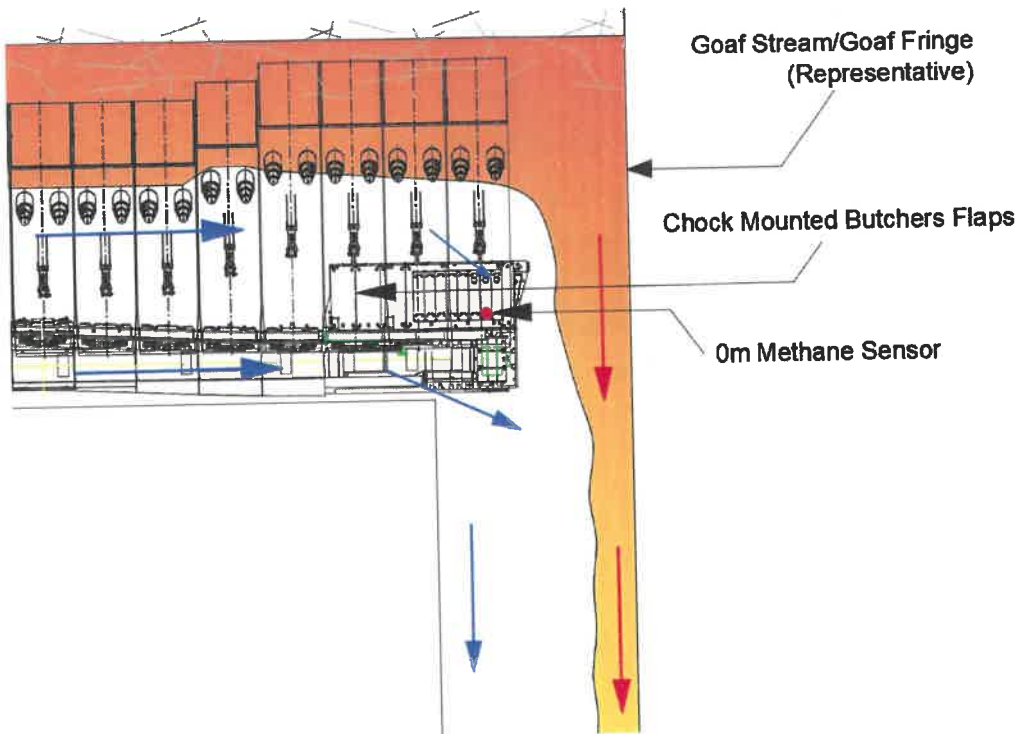 Goaf Stream/Goaf Fringe
(Representative)
Chock Mounted Butchers Flaps
0m Methane Sensor